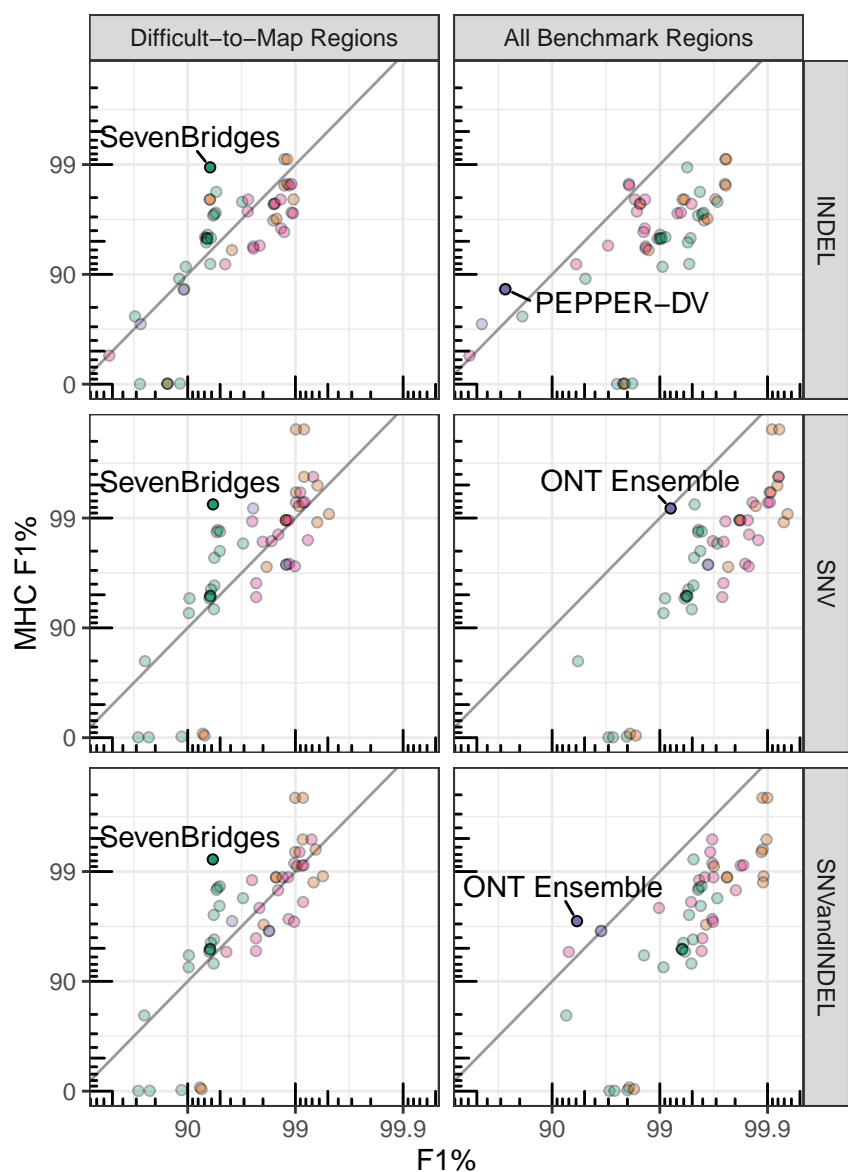 Difficult−to−Map Regions
All Benchmark Regions
SevenBridges
PEPPER−DV
99
90
0
INDEL
SevenBridges
ONT Ensemble
99
90
0
SNV
MHC F1%
SevenBridges
ONT Ensemble
99
90
0
SNVandINDEL
90
99
99.9
90
99
99.9
F1%